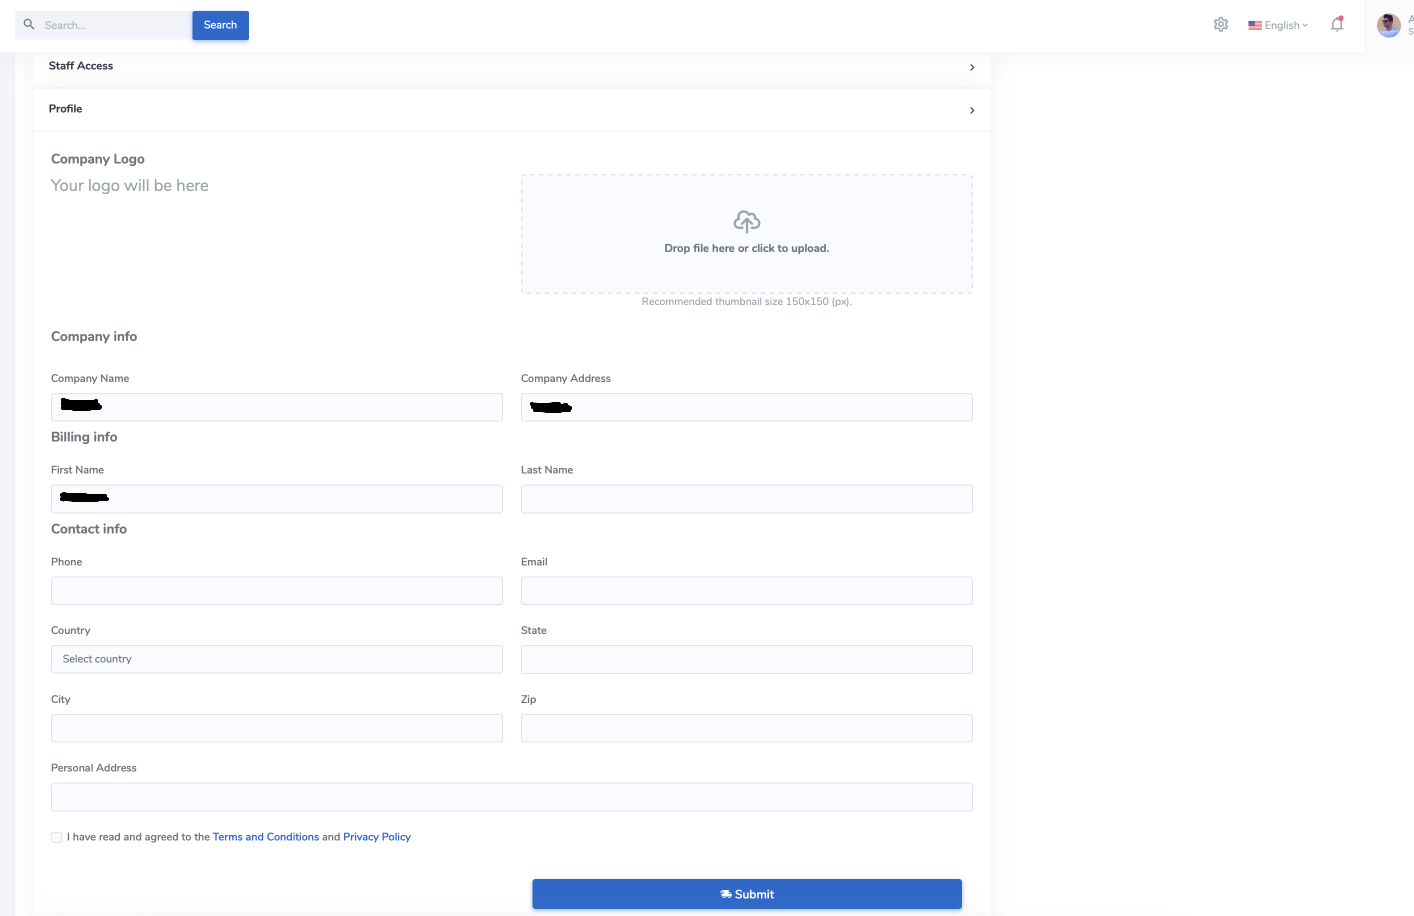 Search...
Search
English
Staff Access
Profile
Company Logo
Your logo will be here
Drop file here or click to upload.
Recommended thumbnail size 150x150 (px).
Company info
Company Name
Company Address
Billing info
First Name
Last Name
Contact info
Phone
Email
Country
State
Select country
City
Zip
Personal Address
I have read and agreed to the Terms and Conditions and Privacy Policy
Submit